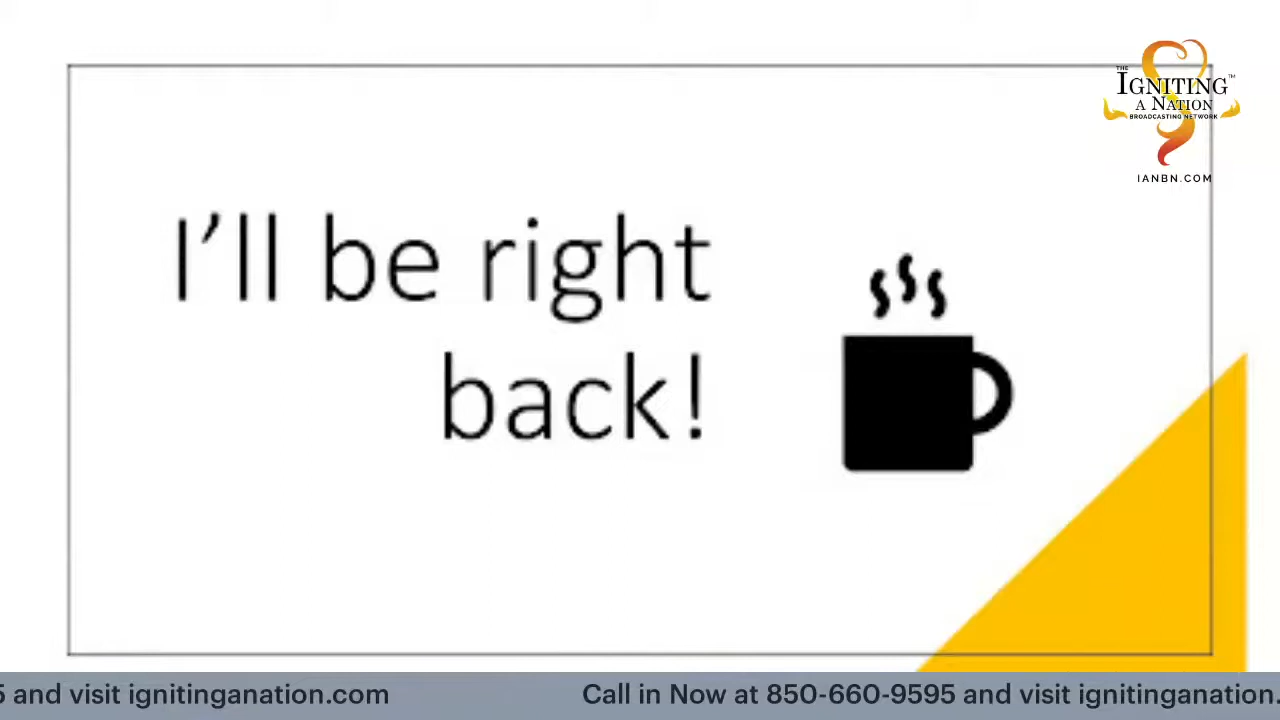 THE
IGNITING™
A NATION
BROADCASTING NETWORK
IANBN.COM
I’ll be right
back!
5 and visit ignitinganation.com Call in Now at 850-660-9595 and visit ignitinganation.